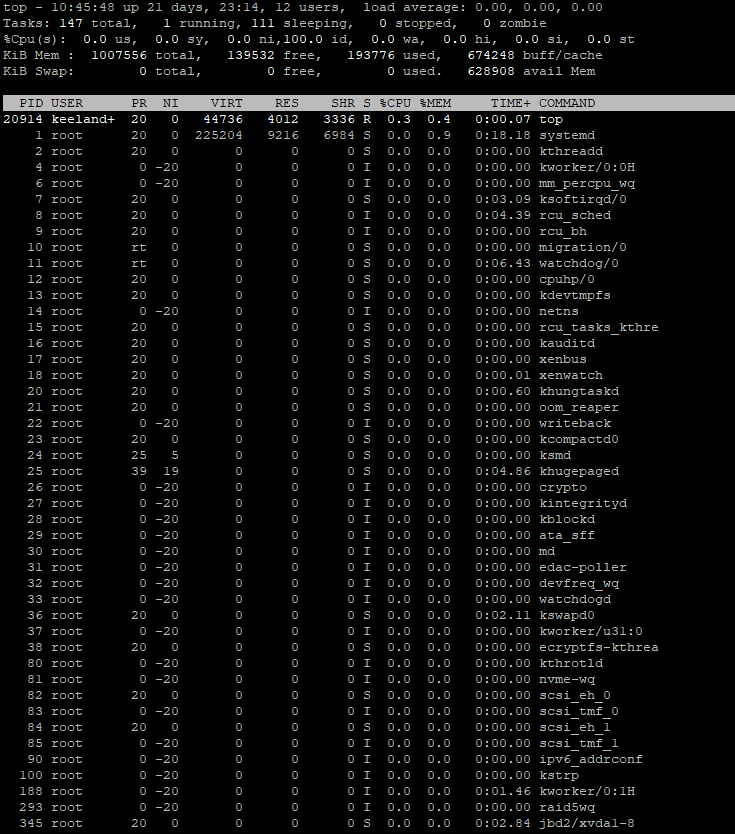 top - 10:45:48 up 21 days, 23:14, 12 users,  load average: 0.00, 0.00, 0.00
Tasks: 147 total,   1 running, 111 sleeping,   0 stopped,   0 zombie
%Cpu(s):  0.0 us,  0.0 sy,  0.0 ni,100.0 id,  0.0 wa,  0.0 hi,  0.0 si,  0.0 st
KiB Mem :  1007556 total,   139532 free,   193776 used,   674248 buff/cache
KiB Swap:        0 total,        0 free,        0 used.   628908 avail Mem
PID USER      PR  NI    VIRT    RES    SHR S %CPU %MEM     TIME+ COMMAND
20914 keeland+  20   0   44736   4012   3336 R  0.3  0.4   0:00.07 top
1 root      20   0  225204   9216   6984 S  0.0  0.9   0:18.18 systemd
2 root      20   0       0      0      0 S  0.0  0.0   0:00.00 kthreadd
4 root       0 -20       0      0      0 I  0.0  0.0   0:00.00 kworker/0:0H
6 root       0 -20       0      0      0 I  0.0  0.0   0:00.00 mm_percpu_wq
7 root      20   0       0      0      0 S  0.0  0.0   0:03.09 ksoftirqd/0
8 root      20   0       0      0      0 I  0.0  0.0   0:04.39 rcu_sched
9 root      20   0       0      0      0 I  0.0  0.0   0:00.00 rcu_bh
10 root      rt   0       0      0      0 S  0.0  0.0   0:00.00 migration/0
11 root      rt   0       0      0      0 S  0.0  0.0   0:06.43 watchdog/0
12 root      20   0       0      0      0 S  0.0  0.0   0:00.00 cpuhp/0
13 root      20   0       0      0      0 S  0.0  0.0   0:00.00 kdevtmpfs
14 root       0 -20       0      0      0 I  0.0  0.0   0:00.00 netns
15 root      20   0       0      0      0 S  0.0  0.0   0:00.00 rcu_tasks_kthre
16 root      20   0       0      0      0 S  0.0  0.0   0:00.00 kauditd
17 root      20   0       0      0      0 S  0.0  0.0   0:00.00 xenbus
18 root      20   0       0      0      0 S  0.0  0.0   0:00.01 xenwatch
20 root      20   0       0      0      0 S  0.0  0.0   0:00.60 khungtaskd
21 root      20   0       0      0      0 S  0.0  0.0   0:00.00 oom_reaper
22 root       0 -20       0      0      0 I  0.0  0.0   0:00.00 writeback
23 root      20   0       0      0      0 S  0.0  0.0   0:00.00 kcompactd0
24 root      25   5       0      0      0 S  0.0  0.0   0:00.00 ksmd
25 root      39  19       0      0      0 S  0.0  0.0   0:04.86 khugepaged
26 root       0 -20       0      0      0 I  0.0  0.0   0:00.00 crypto
27 root       0 -20       0      0      0 I  0.0  0.0   0:00.00 kintegrityd
28 root       0 -20       0      0      0 I  0.0  0.0   0:00.00 kblockd
29 root       0 -20       0      0      0 I  0.0  0.0   0:00.00 ata_sff
30 root       0 -20       0      0      0 I  0.0  0.0   0:00.00 md
31 root       0 -20       0      0      0 I  0.0  0.0   0:00.00 edac-poller
32 root       0 -20       0      0      0 I  0.0  0.0   0:00.00 devfreq_wq
33 root       0 -20       0      0      0 I  0.0  0.0   0:00.00 watchdogd
36 root      20   0       0      0      0 S  0.0  0.0   0:02.11 kswapd0
37 root       0 -20       0      0      0 I  0.0  0.0   0:00.00 kworker/u31:0
38 root      20   0       0      0      0 S  0.0  0.0   0:00.00 ecryptfs-kthrea
80 root       0 -20       0      0      0 I  0.0  0.0   0:00.00 kthrotld
81 root       0 -20       0      0      0 I  0.0  0.0   0:00.00 nvme-wq
82 root      20   0       0      0      0 S  0.0  0.0   0:00.00 scsi_eh_0
83 root       0 -20       0      0      0 I  0.0  0.0   0:00.00 scsi_tmf_0
84 root      20   0       0      0      0 S  0.0  0.0   0:00.00 scsi_eh_1
85 root       0 -20       0      0      0 I  0.0  0.0   0:00.00 scsi_tmf_1
90 root       0 -20       0      0      0 I  0.0  0.0   0:00.00 ipv6_addrconf
100 root       0 -20       0      0      0 I  0.0  0.0   0:00.00 kstrp
188 root       0 -20       0      0      0 I  0.0  0.0   0:01.46 kworker/0:1H
293 root       0 -20       0      0      0 I  0.0  0.0   0:00.00 raid5wq
345 root      20   0       0      0      0 S  0.0  0.0   0:02.84 jbd2/xvda1-8